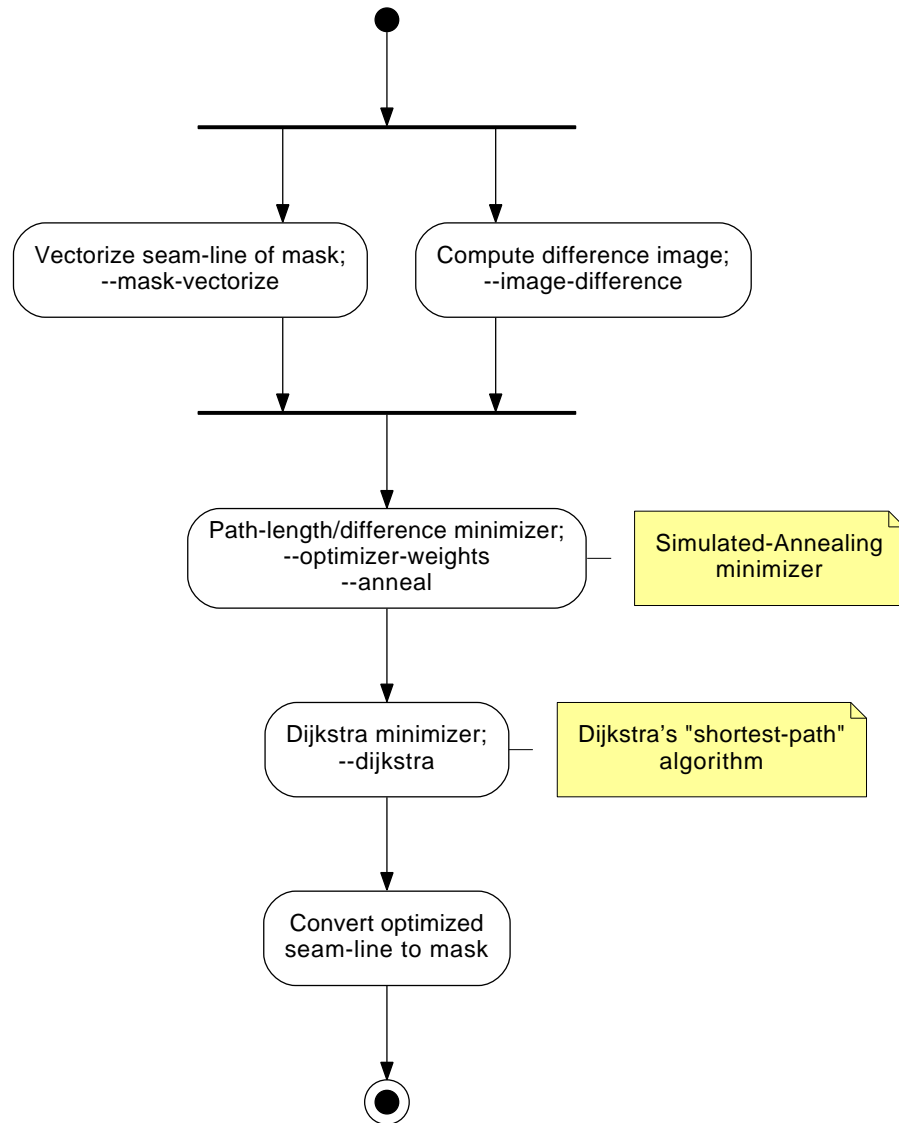 Vectorize seam-line of mask;
--mask-vectorize
Compute difference image;
--image-difference
Path-length/difference minimizer;
--optimizer-weights
--anneal
Simulated-Annealing
minimizer
Dijkstra minimizer;
--dijkstra
Dijkstra's "shortest-path"
algorithm
Convert optimized
seam-line to mask